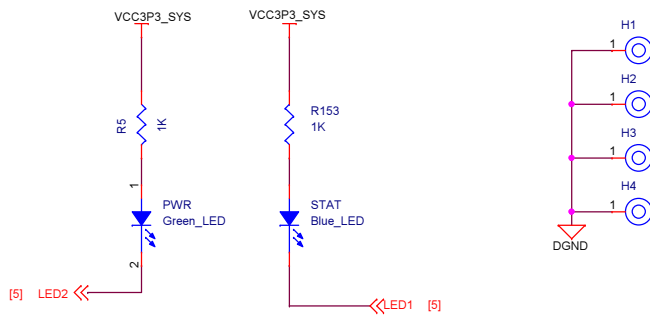 VCC3P3_SYS
VCC3P3_SYS
H1
1
R5
1K
R153
1K
H2
1
H3
1
1
PWR
Green_LED
STAT
Blue_LED
H4
1
DGND
2
[5] LED2
LED1 [5]